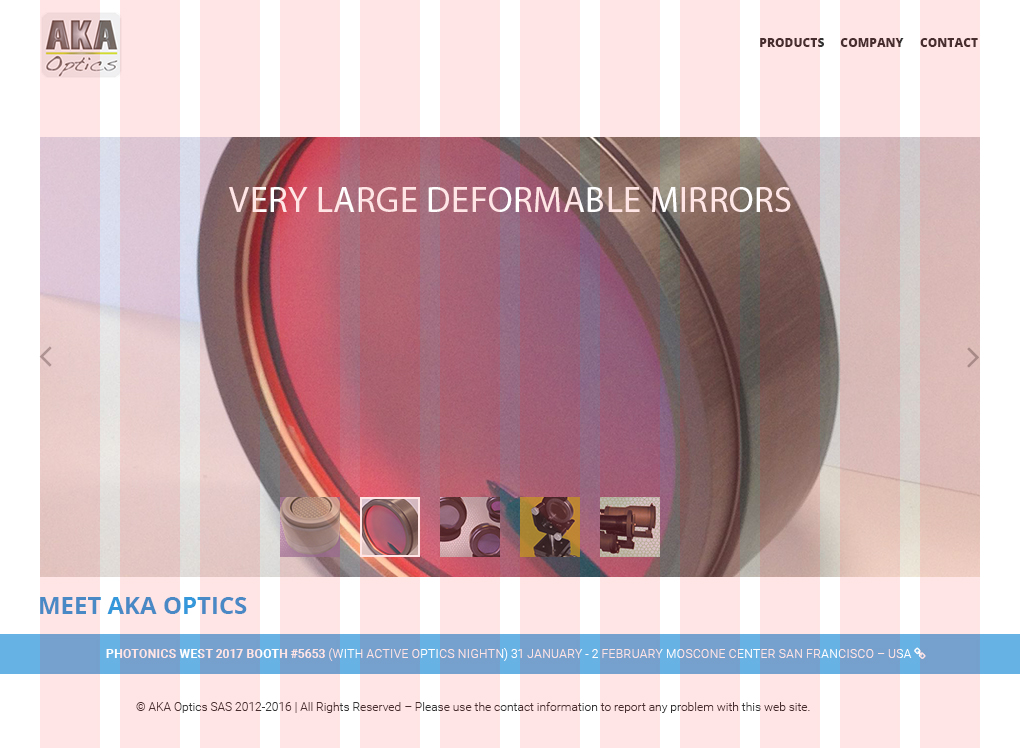 AKA
Optics
PRODUCTS COMPANY CONTACT
VERY LARGE DEFORMABLE MIRRORS
MEET AKA OPTICS
PHOTONICS WEST 2017 BOOTH #5653 (WITH ACTIVE OPTICS NIGHTN) 31 JANUARY - 2 FEBRUARY MOSCONE CENTER SAN FRANCISCO – USA
© AKA Optics SAS 2012-2016 | All Rights Reserved – Please use the contact information to report any problem with this web site.